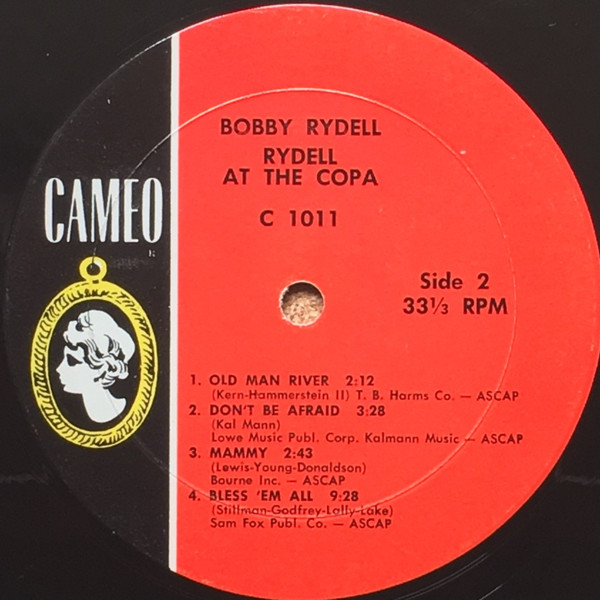 BOBBY RYDELL
RYDELL
AT THE COPA
C 1011
CAMEO
Side 2
33⅓ RPM
1. OLD MAN RIVER 2:12
(Kern-Hammerstein II) T. B. Harms Co. — ASCAP
2. DON'T BE AFRAID 3:28
(Kal Mann)
Lowe Music Publ. Corp. Kalmann Music — ASCAP
3. MAMMY 2:43
(Lewis-Young-Donaldson)
Bourne Inc. — ASCAP
4. BLESS 'EM ALL 9:28
(Stillman-Godfrey-Lally-Lake)
Sam Fox Publ. Co. — ASCAP